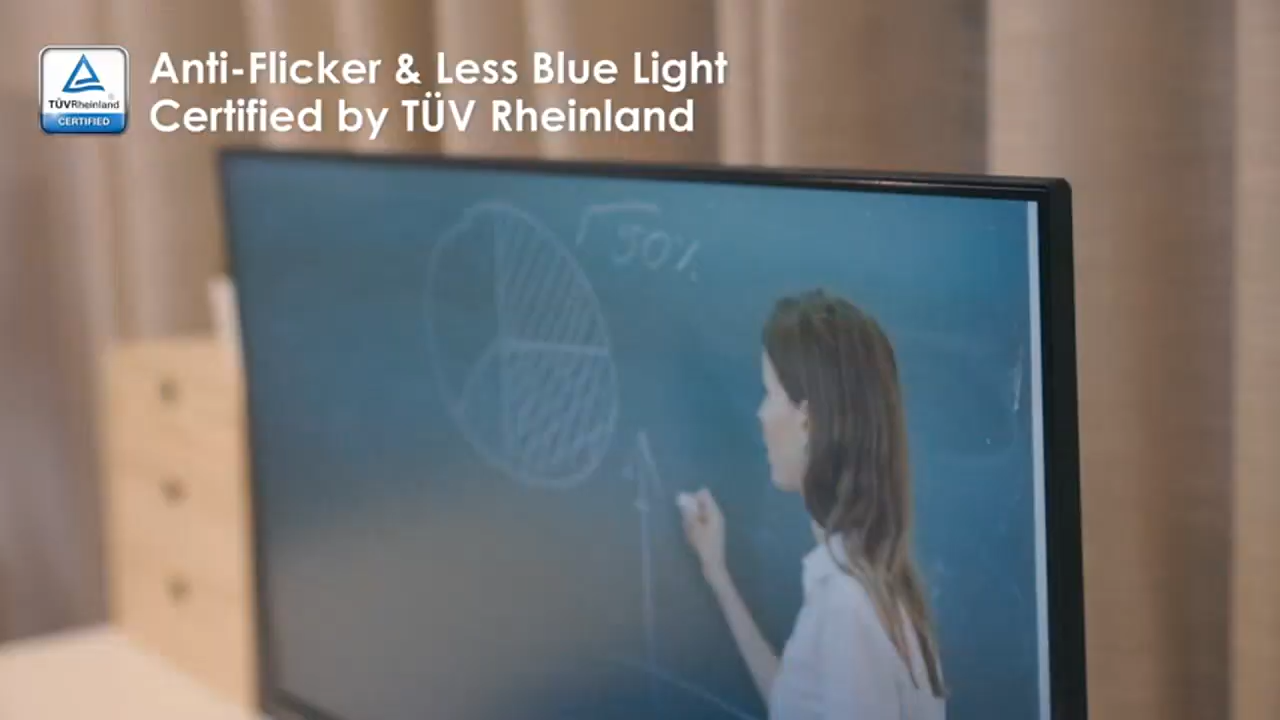 Anti-Flicker & Less Blue Light
Certified by TÜV Rheinland
TÜVRheinland®
CERTIFIED
50%